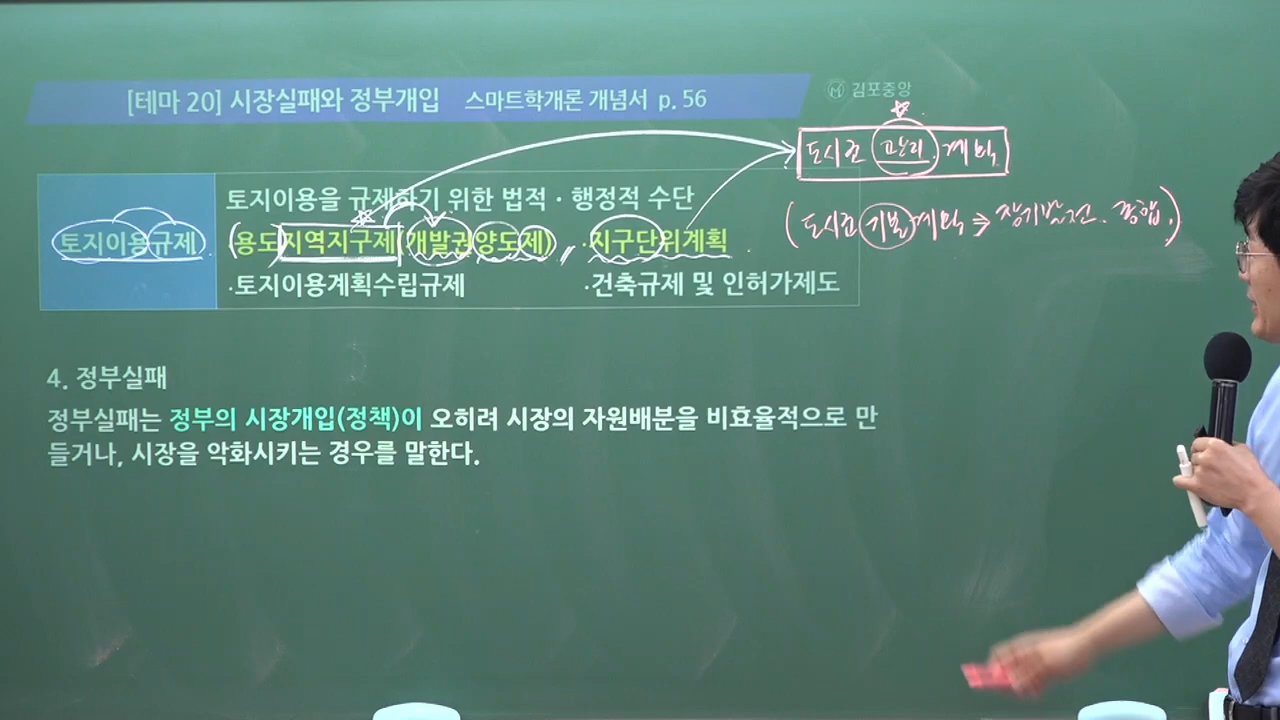 [테마 20] 시장실패와 정부개입 스마트학개론 개념서 p. 56
김포중앙
도시군 관리 계획
토지이용규제
토지이용을 규제하기 위한 법적 · 행정적 수단
(용도지역지구제(개발권양도제), ·지구단위계획
·토지이용계획수립규제 ·건축규제 및 인허가제도
(도시군 기본 계획 ⇒ 장기발전. 종합.)
4. 정부실패
정부실패는 정부의 시장개입(정책)이 오히려 시장의 자원배분을 비효율적으로 만
들거나, 시장을 악화시키는 경우를 말한다.